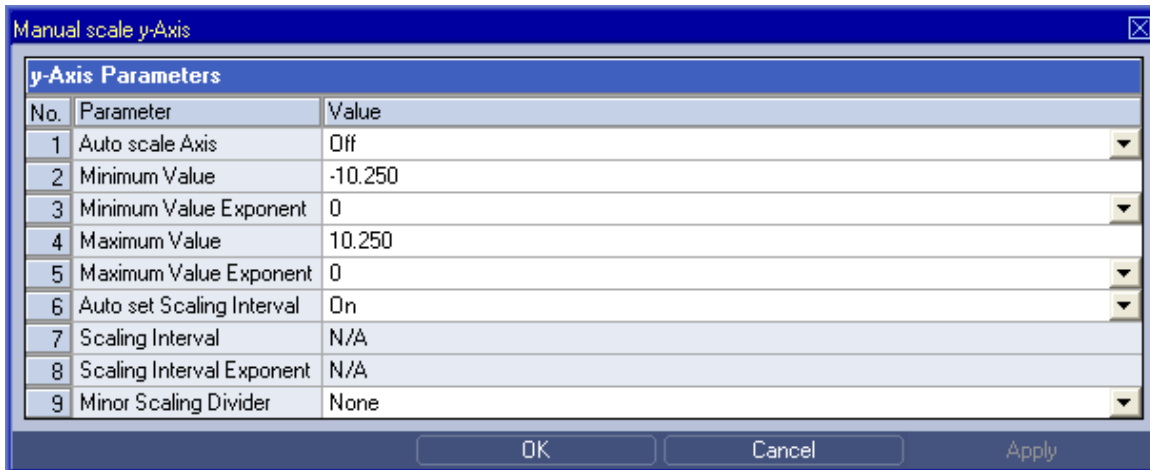 Manual scale y-Axis
y-Axis Parameters
No. Parameter Value
1 Auto scale Axis Off
2 Minimum Value -10.250
3 Minimum Value Exponent 0
4 Maximum Value 10.250
5 Maximum Value Exponent 0
6 Auto set Scaling Interval On
7 Scaling Interval N/A
8 Scaling Interval Exponent N/A
9 Minor Scaling Divider None
OK Cancel Apply